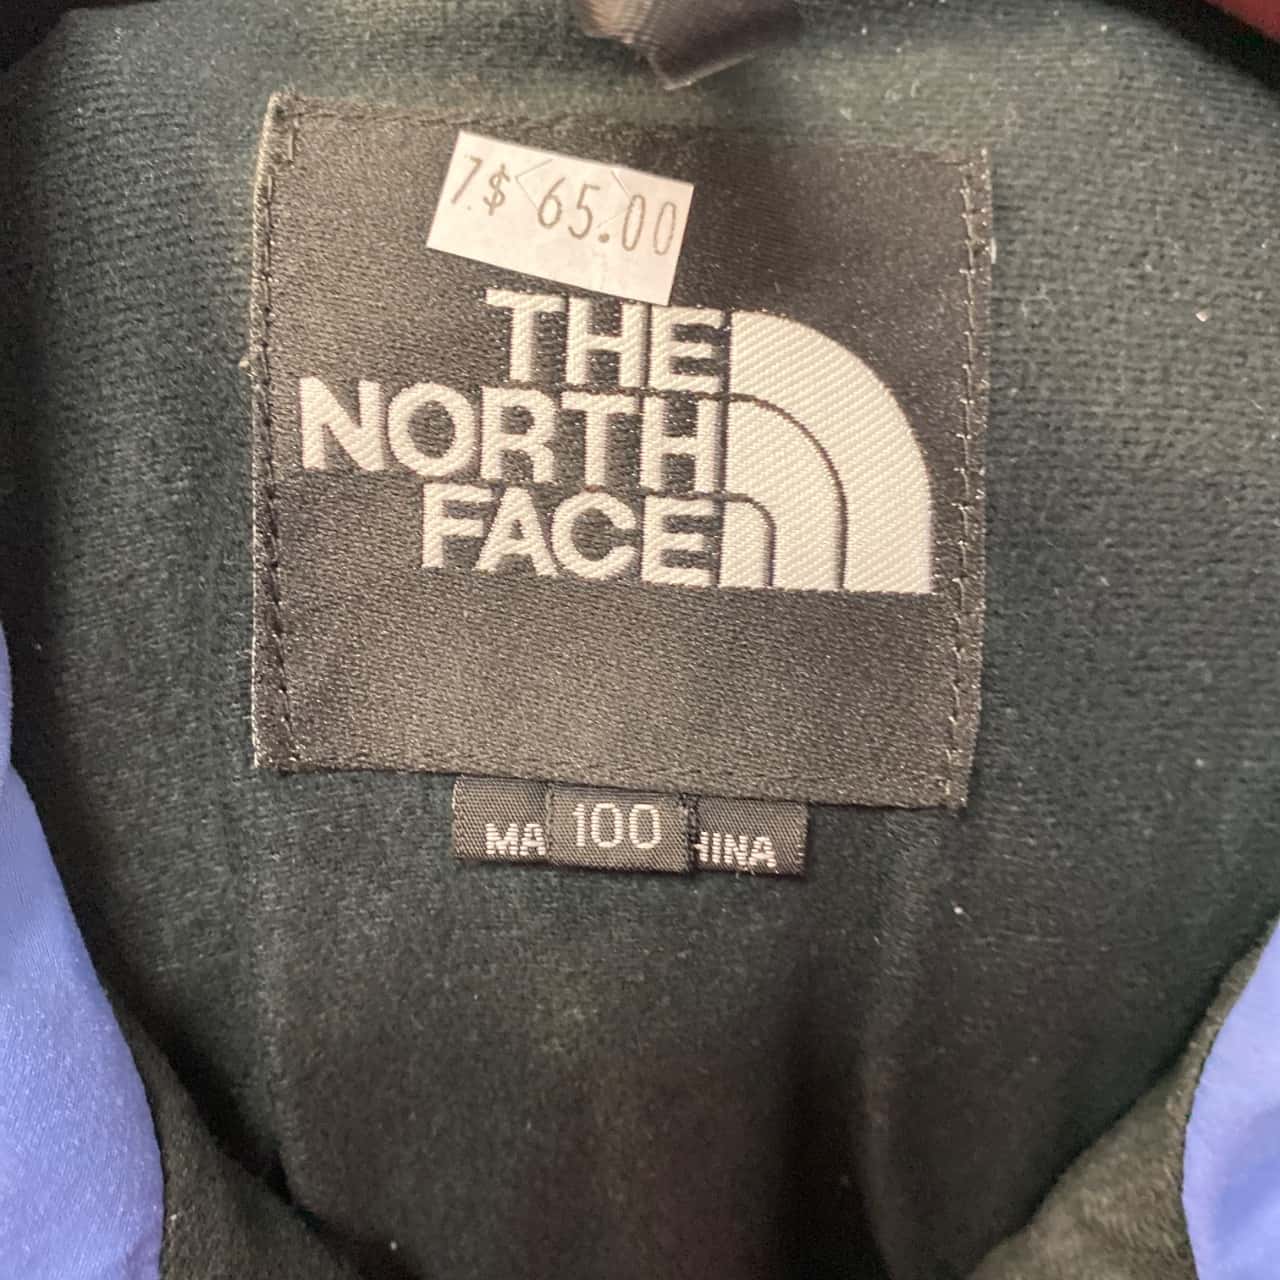 7.$ 65.00
THE
NORTH
FACE
100
MA HINA